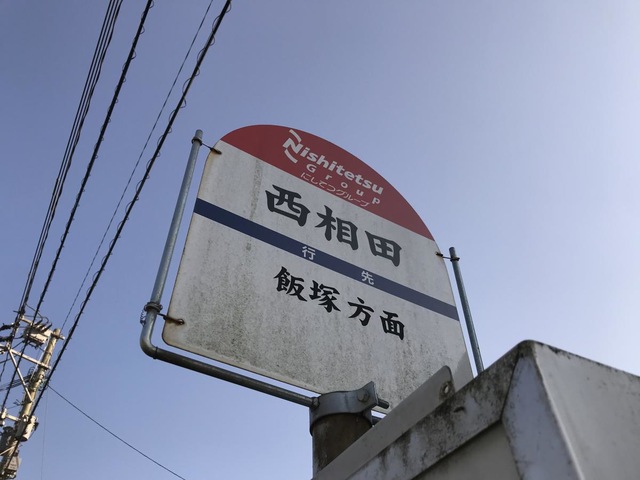 Nishitetsu
Group
にしてつグループ
西相田
行先
飯塚方面